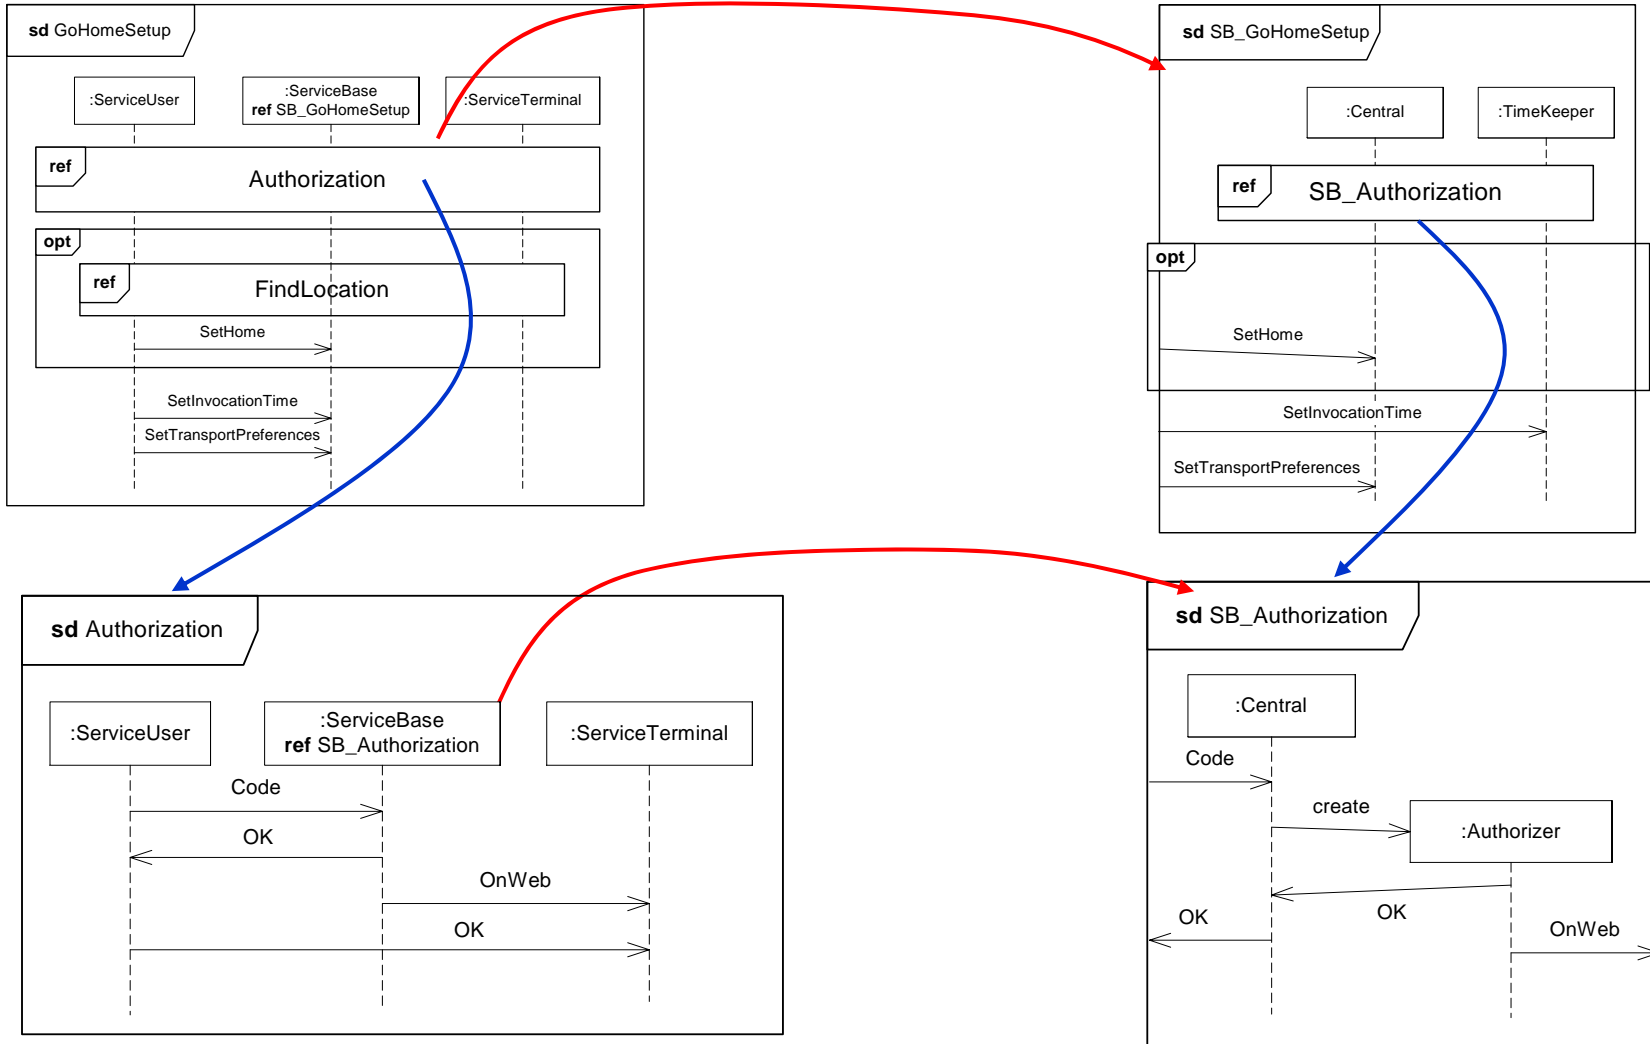 sd GoHomeSetup
:ServiceUser
:ServiceBase
ref SB_GoHomeSetup
:ServiceTerminal
ref
Authorization
opt
ref
FindLocation
SetHome
SetInvocationTime
SetTransportPreferences
sd SB_GoHomeSetup
:Central
:TimeKeeper
ref
SB_Authorization
opt
SetHome
SetInvocationTime
SetTransportPreferences
sd Authorization
:ServiceUser
:ServiceBase
ref SB_Authorization
:ServiceTerminal
Code
OK
OnWeb
OK
sd SB_Authorization
:Central
Code
create
:Authorizer
OK
OK
OnWeb